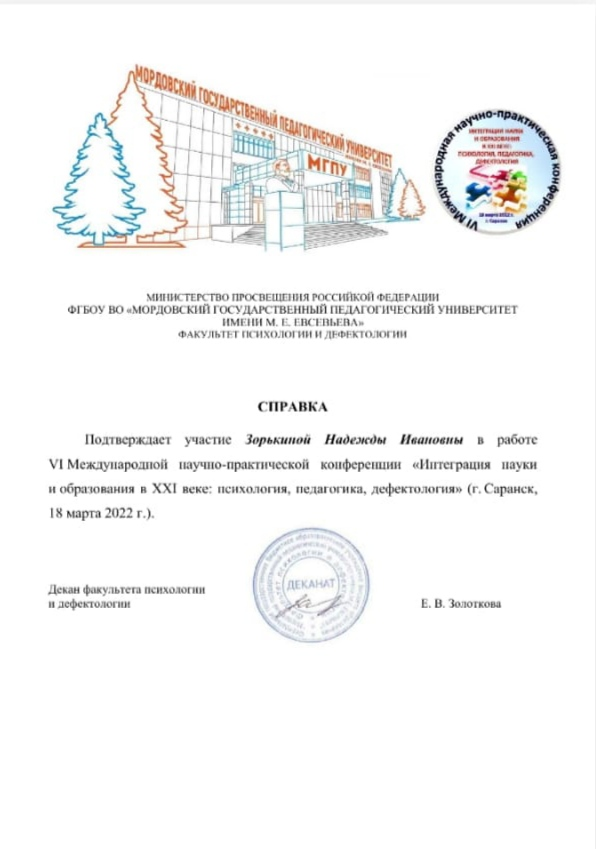 МОРДОВСКИЙ ГОСУДАРСТВЕННЫЙ ПЕДАГОГИЧЕСКИЙ УНИВЕРСИТЕТ
МГПУ
VI Международная научно-практическая конференция
ИНТЕГРАЦИЯ НАУКИ
И ОБРАЗОВАНИЯ
В XXI ВЕКЕ:
ПСИХОЛОГИЯ, ПЕДАГОГИКА,
ДЕФЕКТОЛОГИЯ
18 марта 2022 г.
г. Саранск
МИНИСТЕРСТВО ПРОСВЕЩЕНИЯ РОССИЙКОЙ ФЕДЕРАЦИИ
ФГБОУ ВО «МОРДОВСКИЙ ГОСУДАРСТВЕННЫЙ ПЕДАГОГИЧЕСКИЙ УНИВЕРСИТЕТ
ИМЕНИ М. Е. ЕВСЕВЬЕВА»
ФАКУЛЬТЕТ ПСИХОЛОГИИ И ДЕФЕКТОЛОГИИ
СПРАВКА
Подтверждает участие Зорькиной Надежды Ивановны в работе
VI Международной научно-практической конференции «Интеграция науки
и образования в XXI веке: психология, педагогика, дефектология» (г. Саранск,
18 марта 2022 г.).
ДЕКАНАТ
Декан факультета психологии
и дефектологии
Е. В. Золоткова